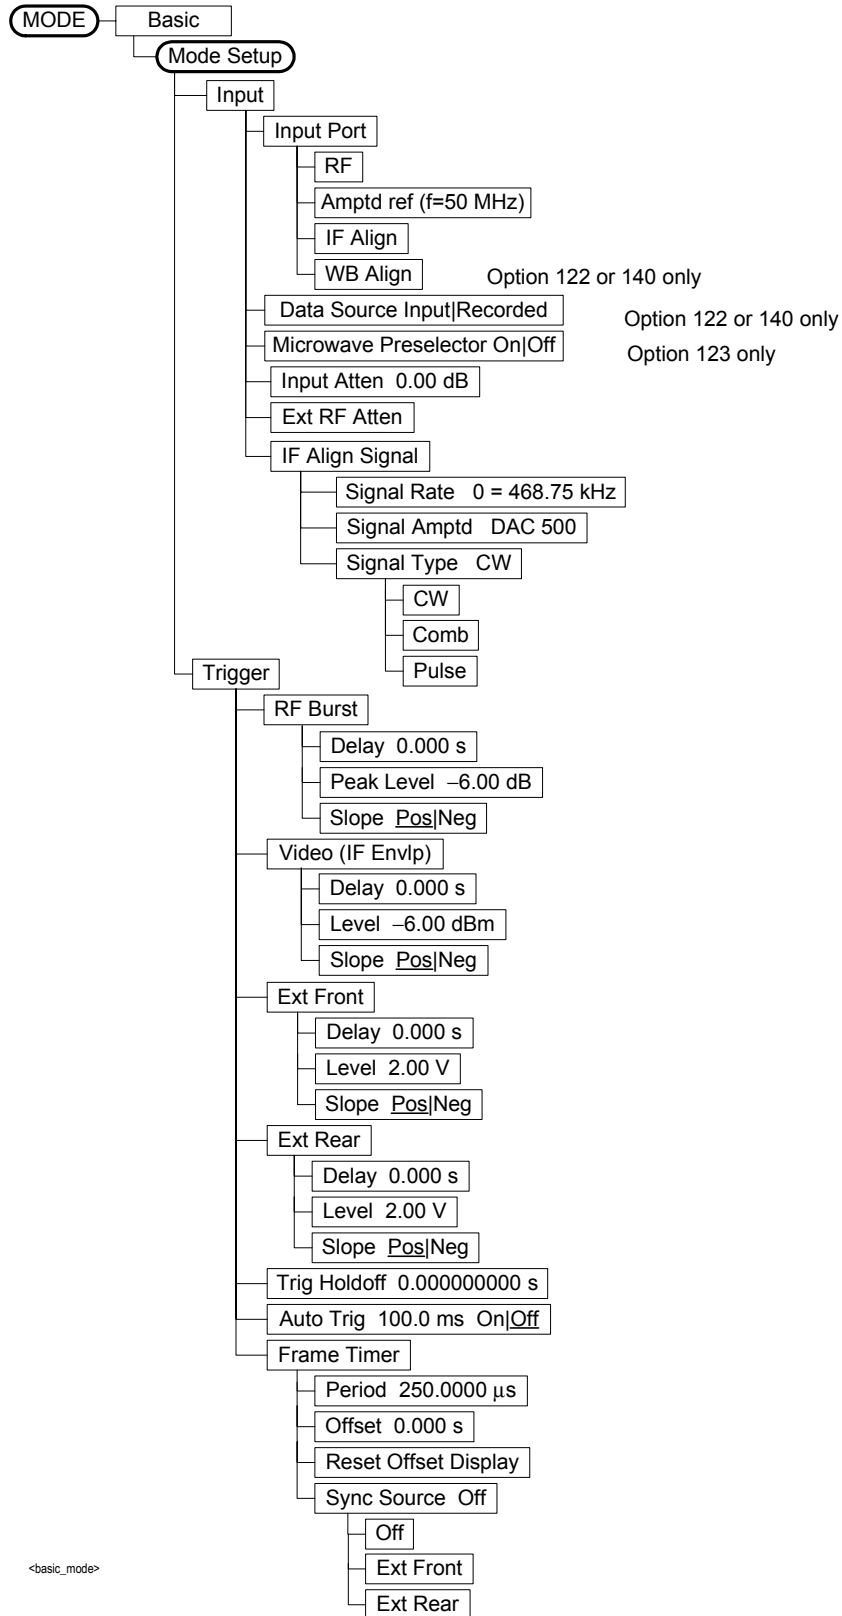 MODE Basic
Mode Setup
Input
Input Port
RF
Amptd ref (f=50 MHz)
IF Align
WB Align Option 122 or 140 only
Data Source Input|Recorded Option 122 or 140 only
Microwave Preselector On|Off Option 123 only
Input Atten 0.00 dB
Ext RF Atten
IF Align Signal
Signal Rate 0 = 468.75 kHz
Signal Amptd DAC 500
Signal Type CW
CW
Comb
Pulse
Trigger
RF Burst
Delay 0.000 s
Peak Level −6.00 dB
Slope Pos|Neg
Video (IF Envlp)
Delay 0.000 s
Level −6.00 dBm
Slope Pos|Neg
Ext Front
Delay 0.000 s
Level 2.00 V
Slope Pos|Neg
Ext Rear
Delay 0.000 s
Level 2.00 V
Slope Pos|Neg
Trig Holdoff 0.000000000 s
Auto Trig 100.0 ms On|Off
Frame Timer
Period 250.0000 μs
Offset 0.000 s
Reset Offset Display
Sync Source Off
Off
Ext Front
Ext Rear
<basic_mode>